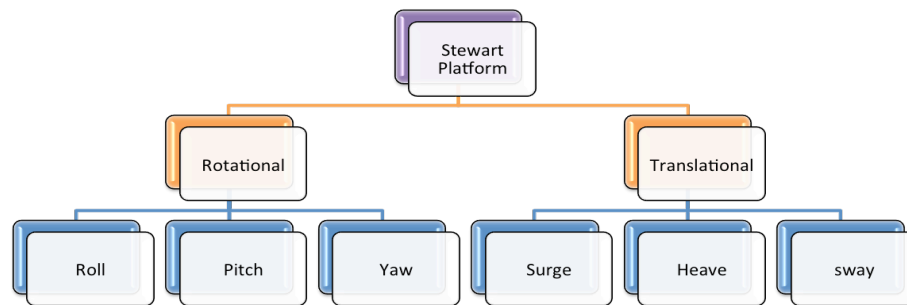 Stewart
Platform
Rotational
Translational
Roll
Pitch
Yaw
Surge
Heave
sway